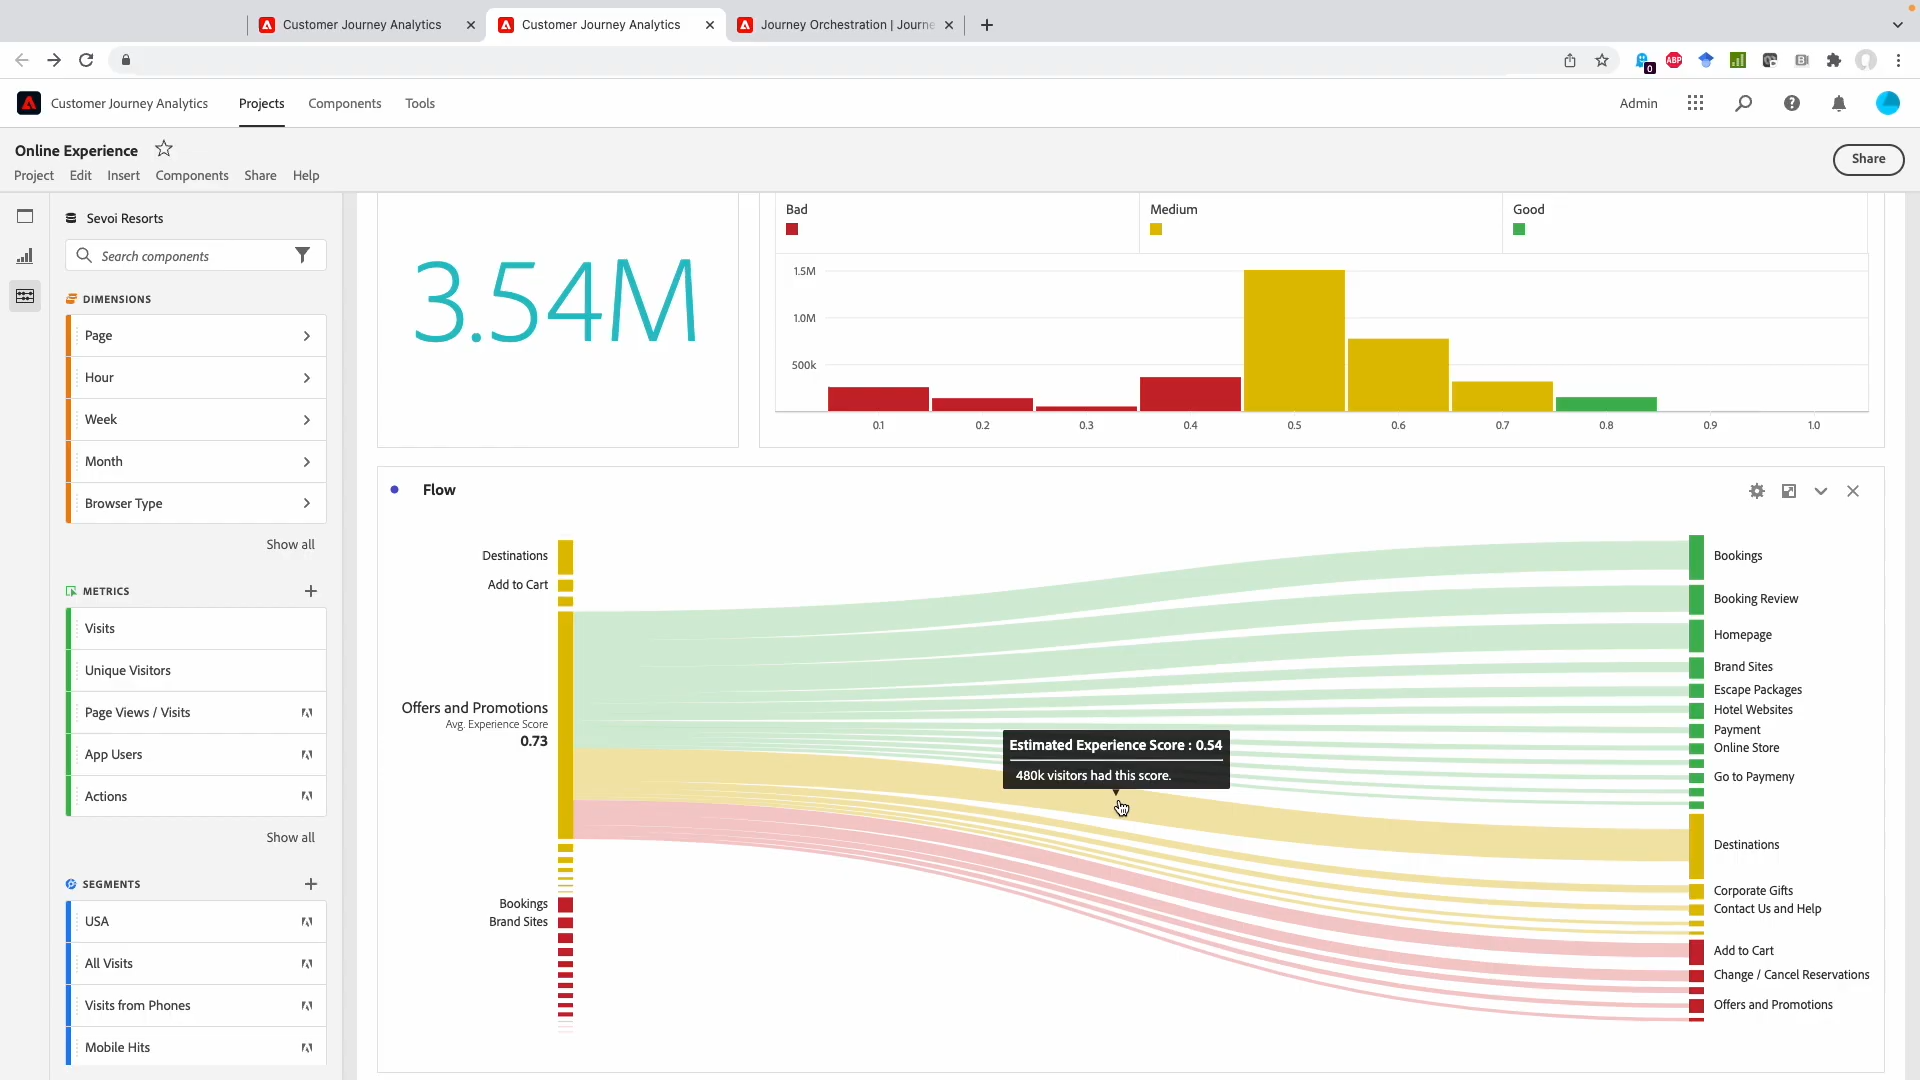 Customer Journey Analytics
Customer Journey Analytics
Journey Orchestration | Journe
0
ABP
Customer Journey Analytics
Projects
Components
Tools
Admin
Online Experience
Share
Project
Edit
Insert
Components
Share
Help
Sevoi Resorts
Search components
DIMENSIONS
Page
Hour
Week
Month
Browser Type
Show all
METRICS
Visits
Unique Visitors
Page Views / Visits
App Users
Actions
Show all
SEGMENTS
USA
All Visits
Visits from Phones
Mobile Hits
3.54M
Bad
Medium
Good
1.5M
1.0M
500k
0.1
0.2
0.3
0.4
0.5
0.6
0.7
0.8
0.9
1.0
Flow
Destinations
Add to Cart
Offers and Promotions
Avg. Experience Score
0.73
Bookings
Brand Sites
Estimated Experience Score : 0.54
480k visitors had this score.
Bookings
Booking Review
Homepage
Brand Sites
Escape Packages
Hotel Websites
Payment
Online Store
Go to Paymeny
Destinations
Corporate Gifts
Contact Us and Help
Add to Cart
Change / Cancel Reservations
Offers and Promotions